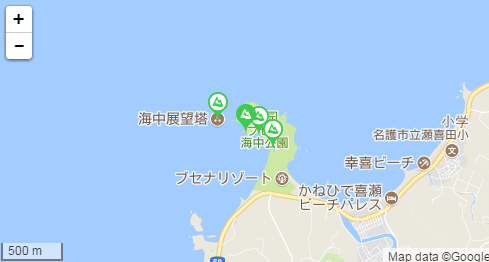 +
−
小学
名護市立瀬喜田小
海中展望塔
海中公園
幸喜ビーチ
ブセナリゾート
かねひで喜瀬
ビーチパレス
500 m
58
Map data ©Google